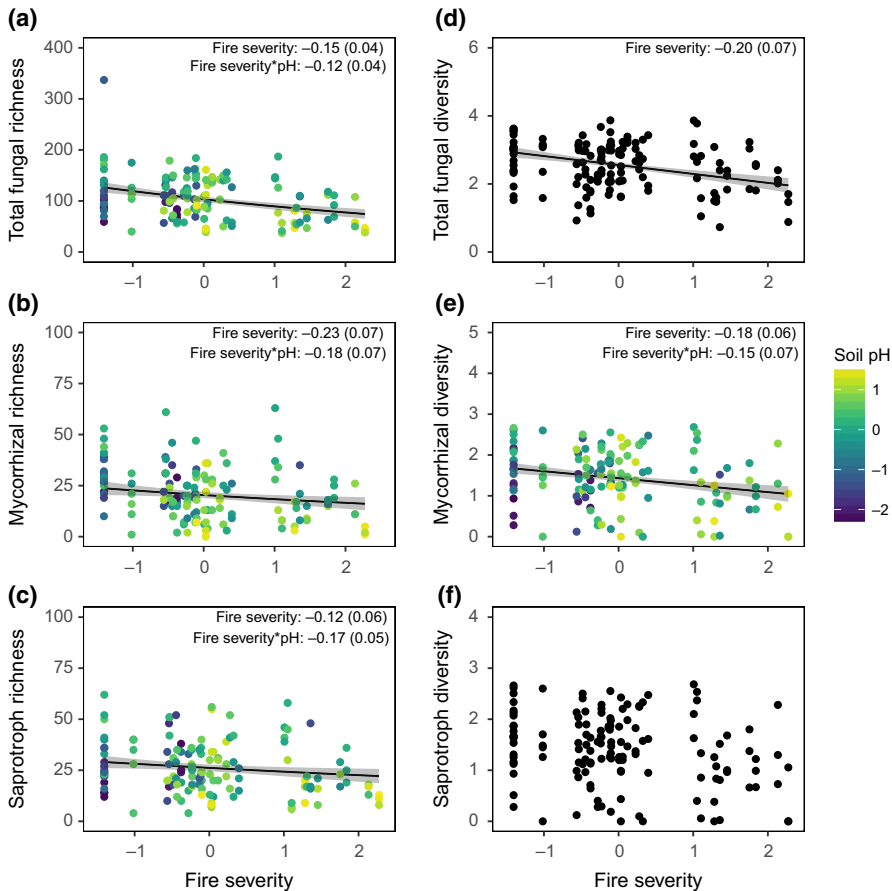 (a)
Total fungal richness
400
300
200
100
0
Fire severity: –0.15 (0.04)
Fire severity*pH: –0.12 (0.04)
–1
0
1
2
(d)
Total fungal diversity
6
4
2
0
Fire severity: –0.20 (0.07)
–1
0
1
2
(b)
Mycorrhizal richness
100
75
50
25
0
Fire severity: –0.23 (0.07)
Fire severity*pH: –0.18 (0.07)
–1
0
1
2
(e)
Mycorrhizal diversity
5
4
3
2
1
0
Fire severity: –0.18 (0.06)
Fire severity*pH: –0.15 (0.07)
–1
0
1
2
Soil pH
1
0
–1
–2
(c)
Saprotroph richness
100
75
50
25
0
Fire severity: –0.12 (0.06)
Fire severity*pH: –0.17 (0.05)
–1
0
1
2
Fire severity
(f)
Saprotroph diversity
4
3
2
1
0
–1
0
1
2
Fire severity